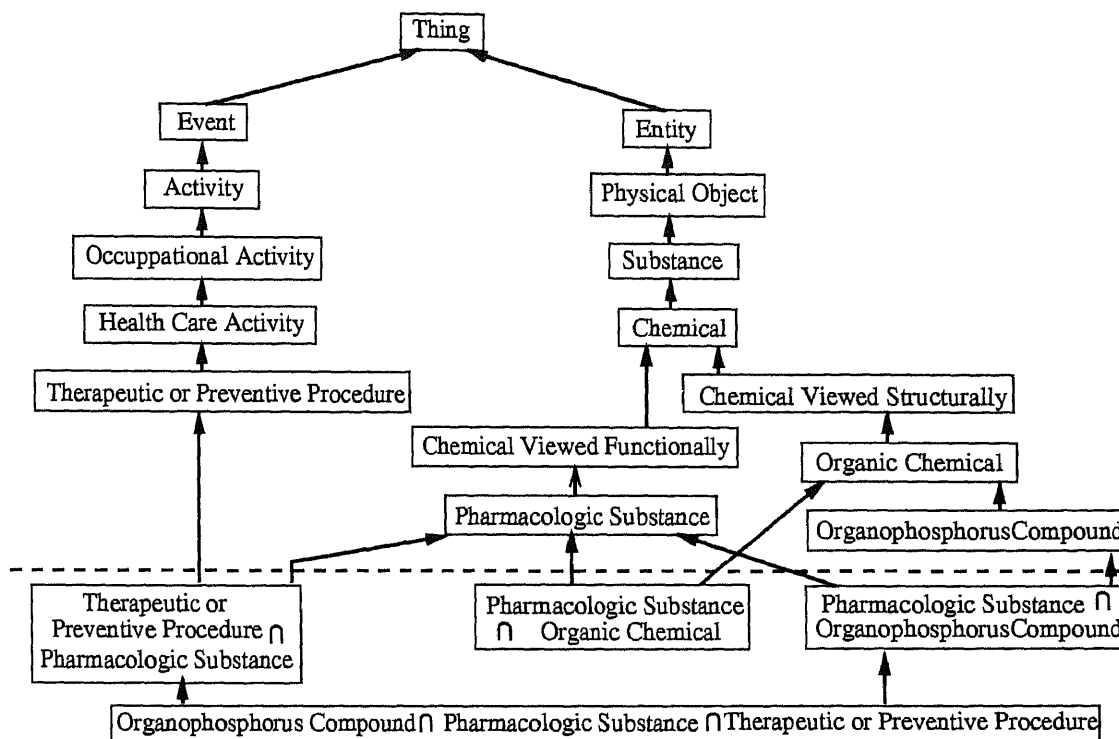 Thing
Event
Entity
Activity
Physical Object
Occuppational Activity
Substance
Health Care Activity
Chemical
Therapeutic or Preventive Procedure
Chemical Viewed Structurally
Chemical Viewed Functionally
Organic Chemical
Pharmacologic Substance
OrganophosphorusCompound
Therapeutic or
Preventive Procedure ∩
Pharmacologic Substance
Pharmacologic Substance
∩ Organic Chemical
Pharmacologic Substance ∩
OrganophosphorusCompound
Organophosphorus Compound ∩ Pharmacologic Substance ∩ Therapeutic or Preventive Procedure